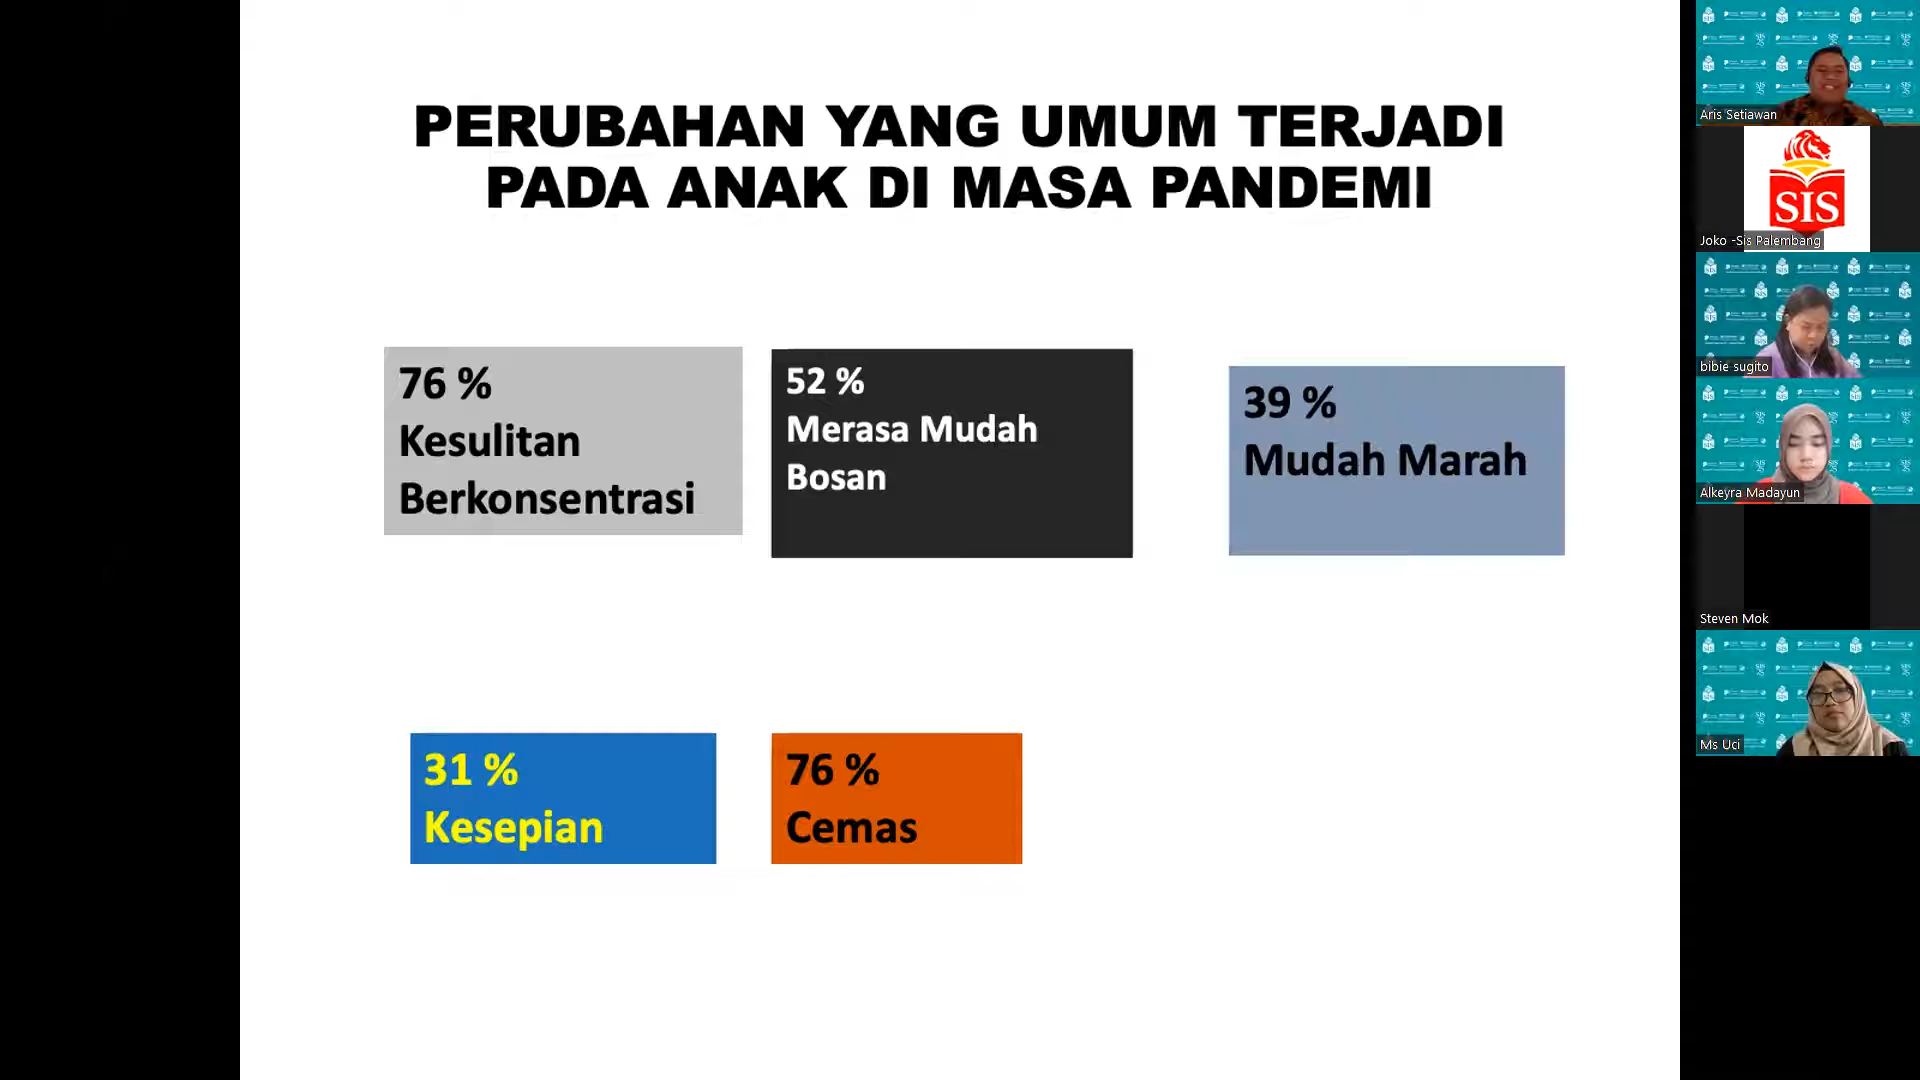 PERUBAHAN YANG UMUM TERJADI
PADA ANAK DI MASA PANDEMI
76 %
Kesulitan
Berkonsentrasi
52 %
Merasa Mudah
Bosan
39 %
Mudah Marah
31 %
Kesepian
76 %
Cemas
Aris Setiawan
SIS
Joko -Sis Palembang
bibie sugito
Alkeyra Madayun
Steven Mok
Ms Uci